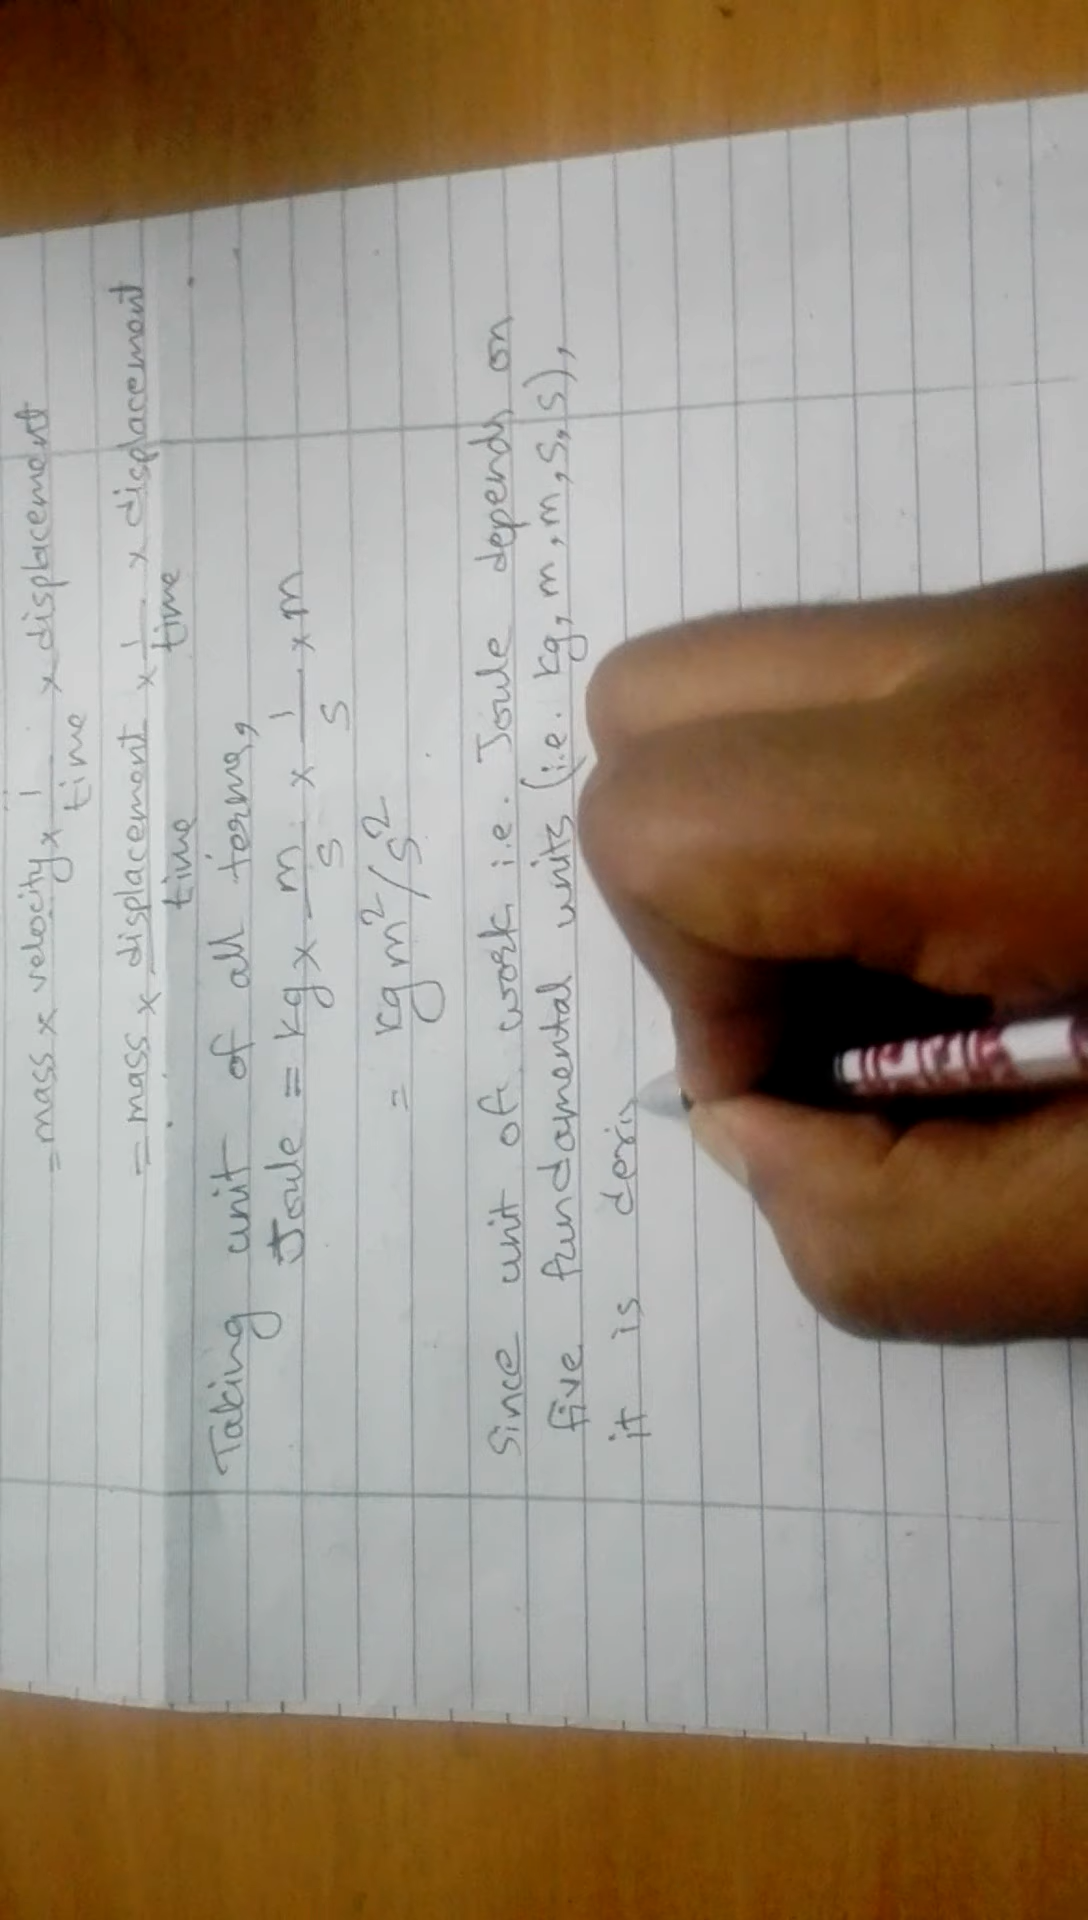 = mass x velocity x 1/time x displacement
= mass x displacement/time x 1/time x displacement
Taking unit of all terms,
Joule = kg x m/s x 1/s x m
= kg m²/s²
Since unit of work i.e. Joule depends on
five fundamental units (i.e. kg, m, m, s, s),
it is deriv